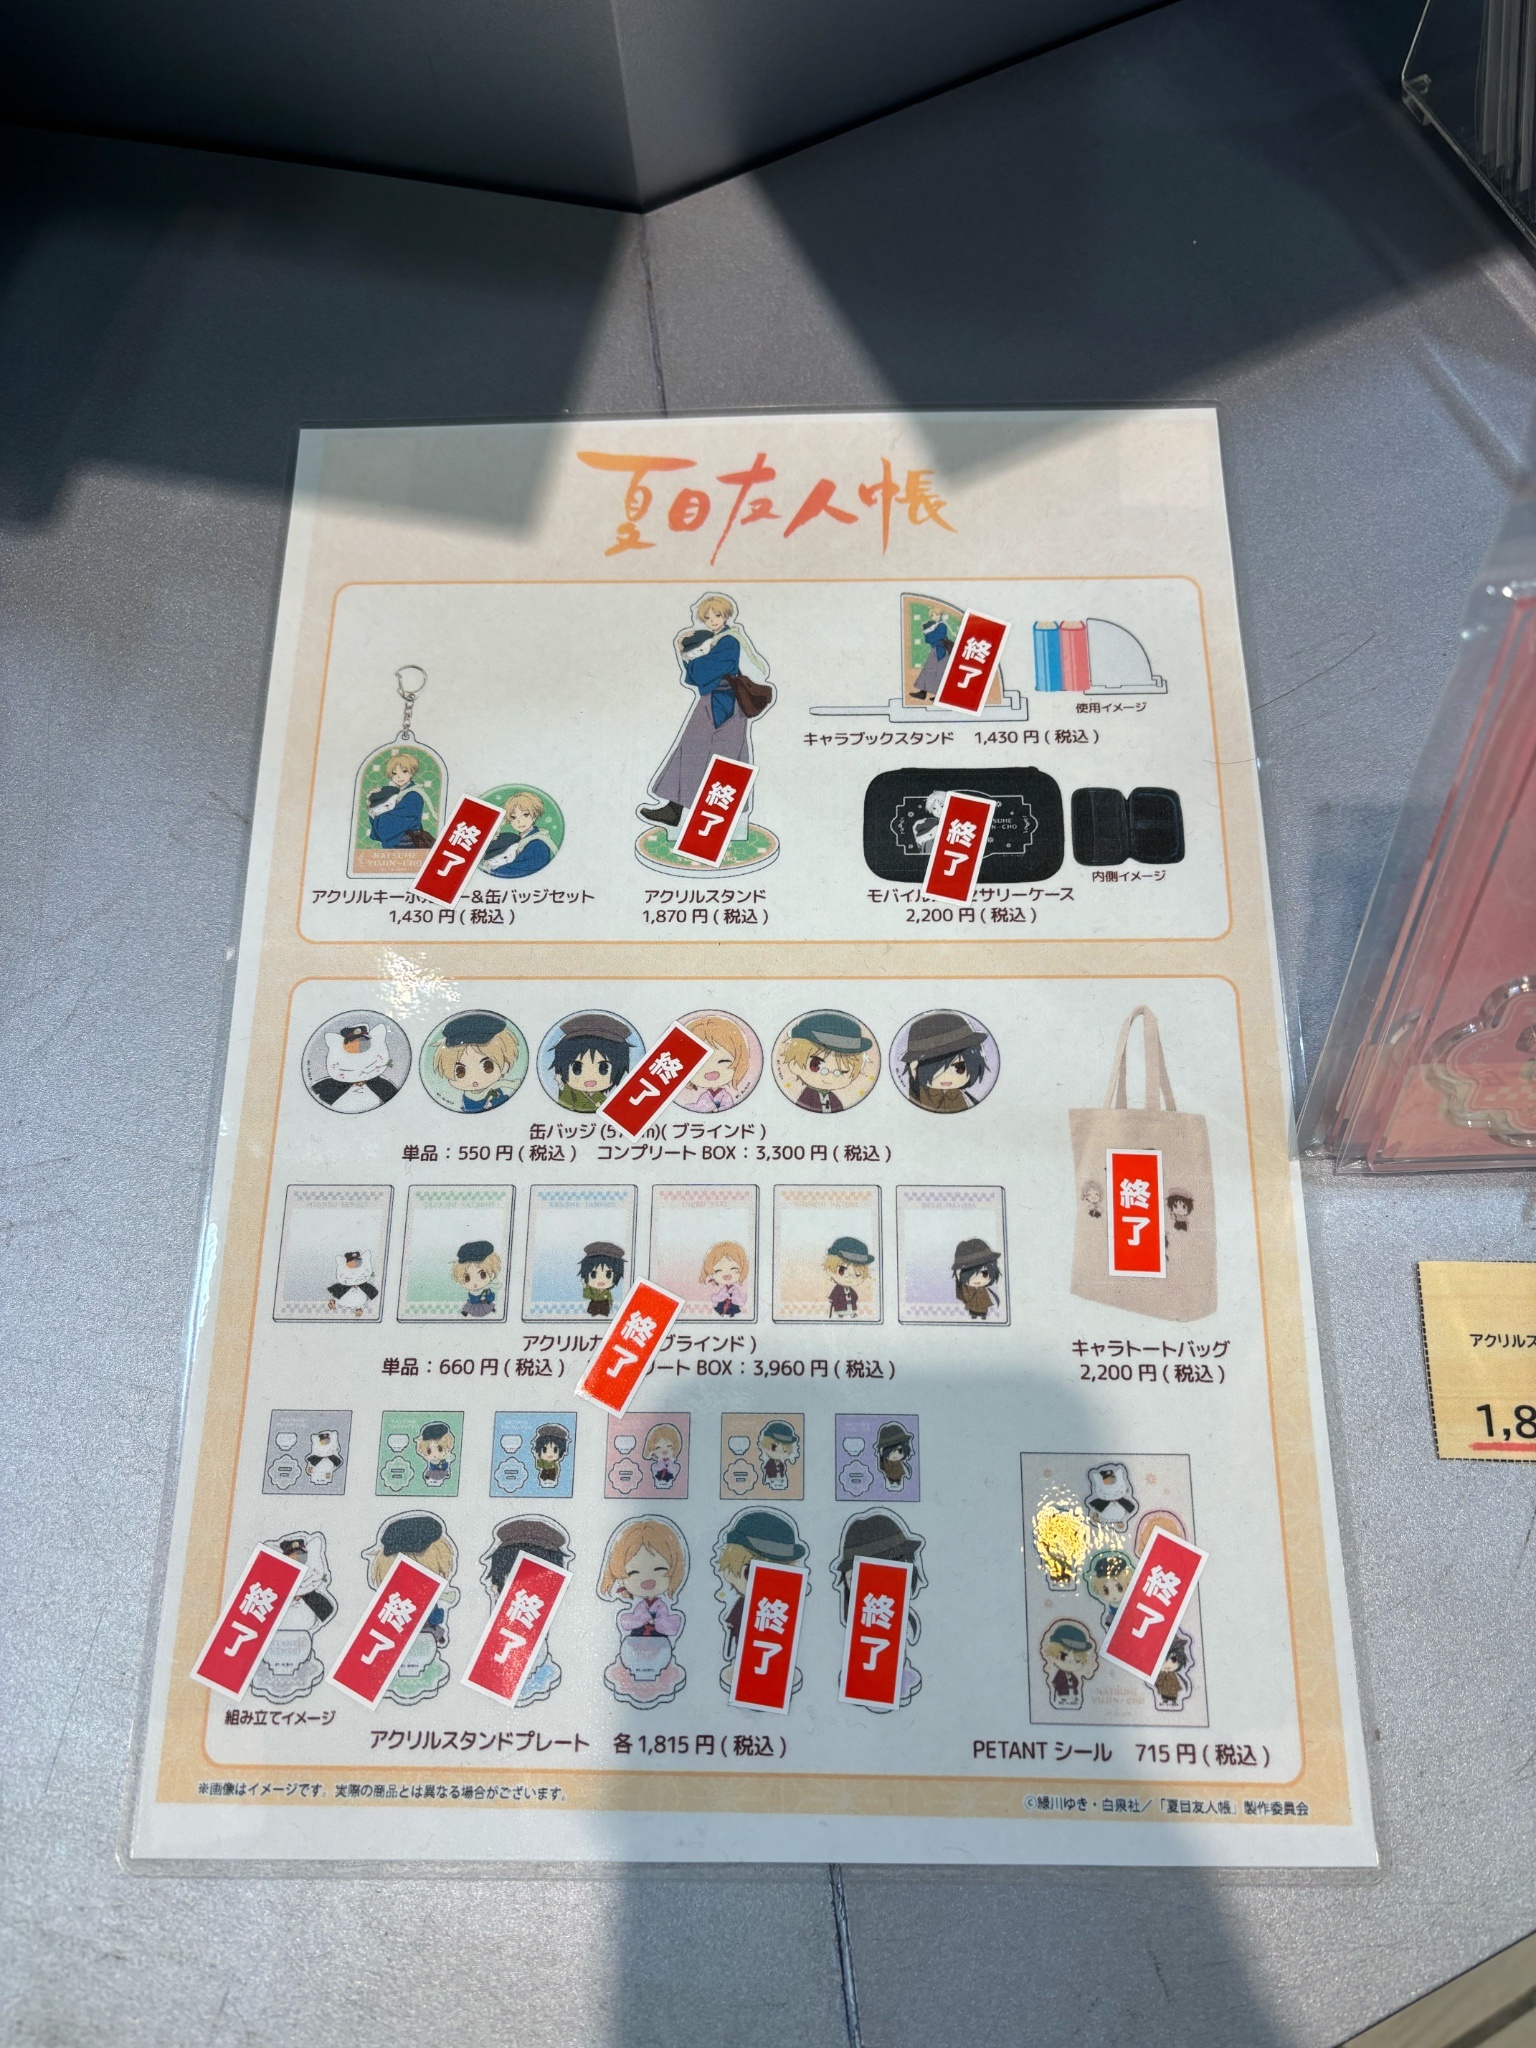 夏目友人帳
終了
使用イメージ
キャラブックスタンド 1,430円(税込)
NATSUME
YUJIN-CHO
終了
終了
終了
内側イメージ
アクリルキーホ ー&缶バッジセット
1,430円(税込)
アクリルスタンド
1,870円(税込)
モバイル セサリーケース
2,200円(税込)
終了
缶バッジ(57 m)(ブラインド)
単品:550円(税込) コンプリートBOX:3,300円(税込)
終了
終了
アクリルカ ブラインド)
単品:660円(税込) リートBOX:3,960円(税込)
キャラトートバッグ
2,200円(税込)
終了
終了
終了
終了
終了
終了
組み立てイメージ
アクリルスタンドプレート 各1,815円(税込)
PETANTシール 715円(税込)
※画像はイメージです。実際の商品とは異なる場合がございます。
©緑川ゆき・白泉社/「夏目友人帳」製作委員会
アクリルス
1,8